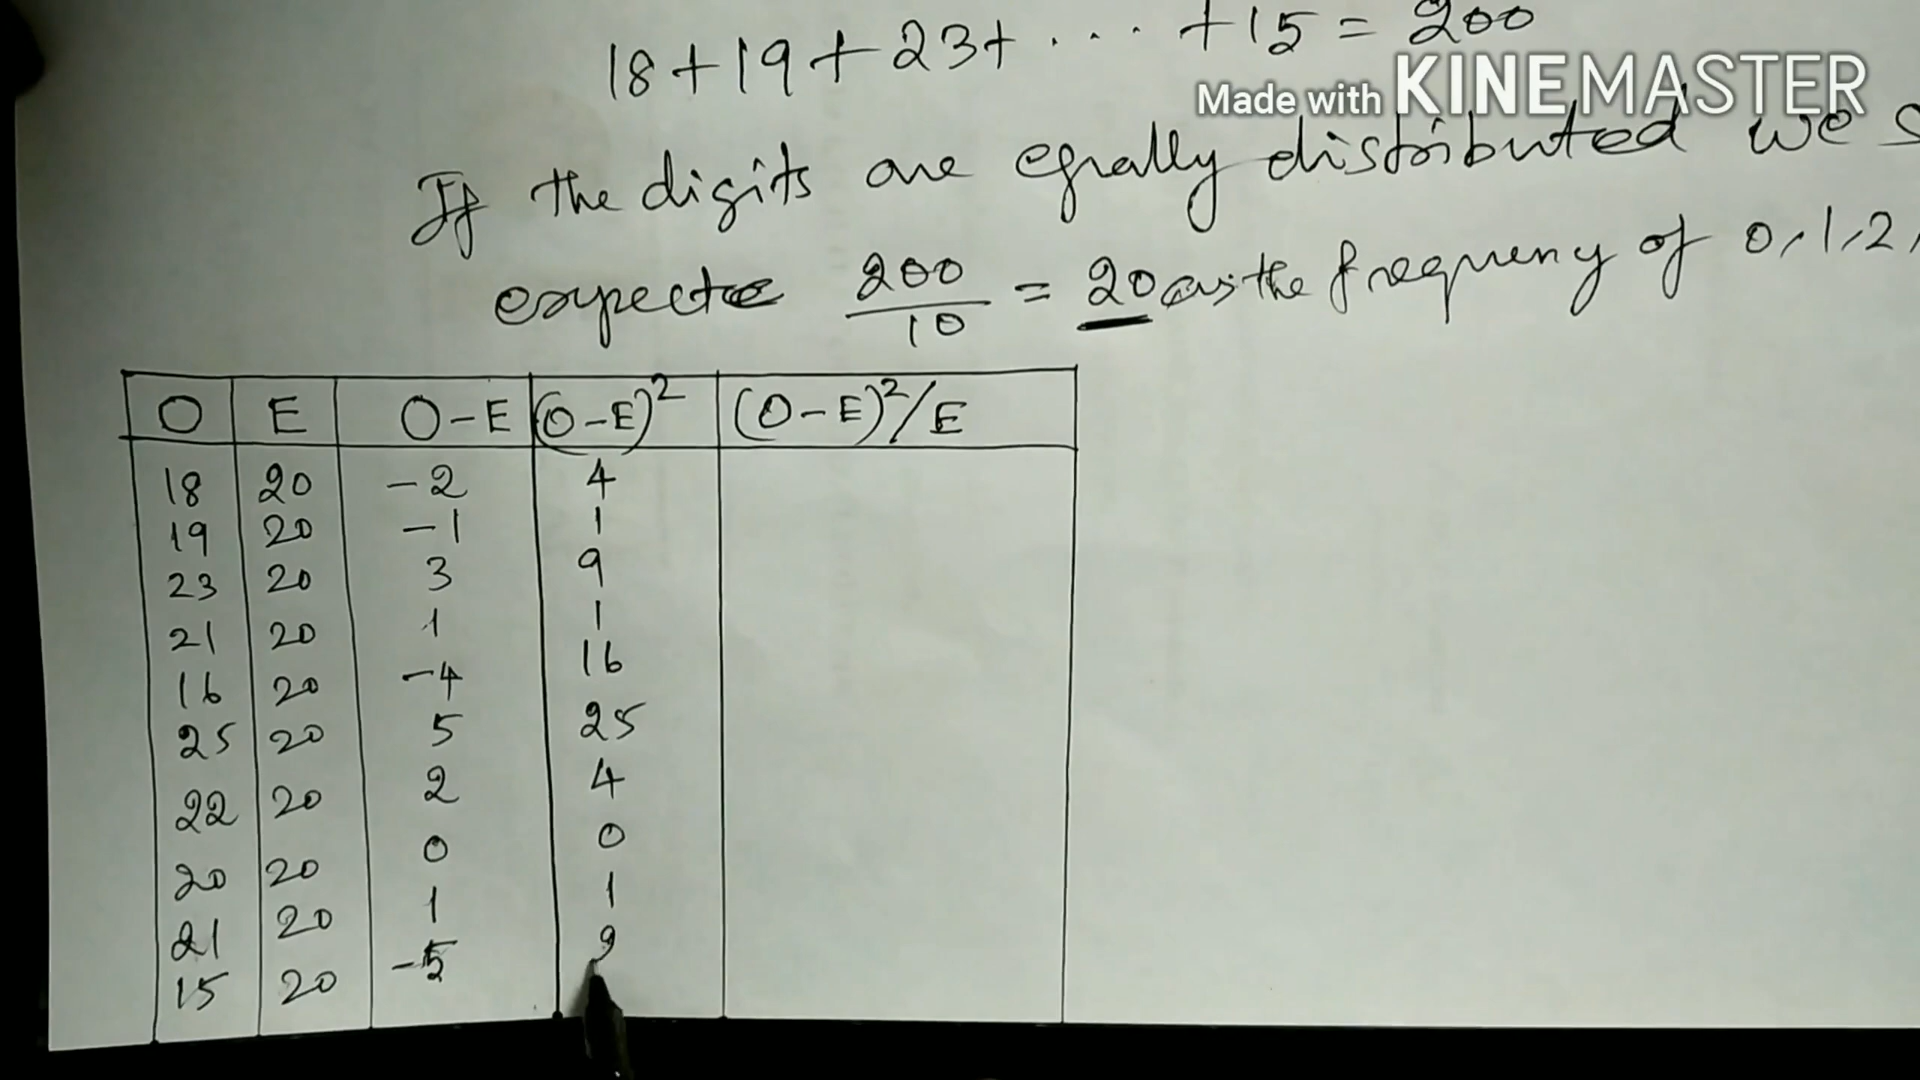 18+19+23+ . . . +15=200
Made with KINEMASTER
If the digits are equally distributed we
expect 200/10 = 20 as the frequency of 0,1,2,
O E O-E (O-E)² (O-E)²/E
18 20 -2 4
19 20 -1 1
23 20 3 9
21 20 1 1
16 20 -4 16
25 20 5 25
22 20 2 4
20 20 0 0
21 20 1 1
15 20 -5